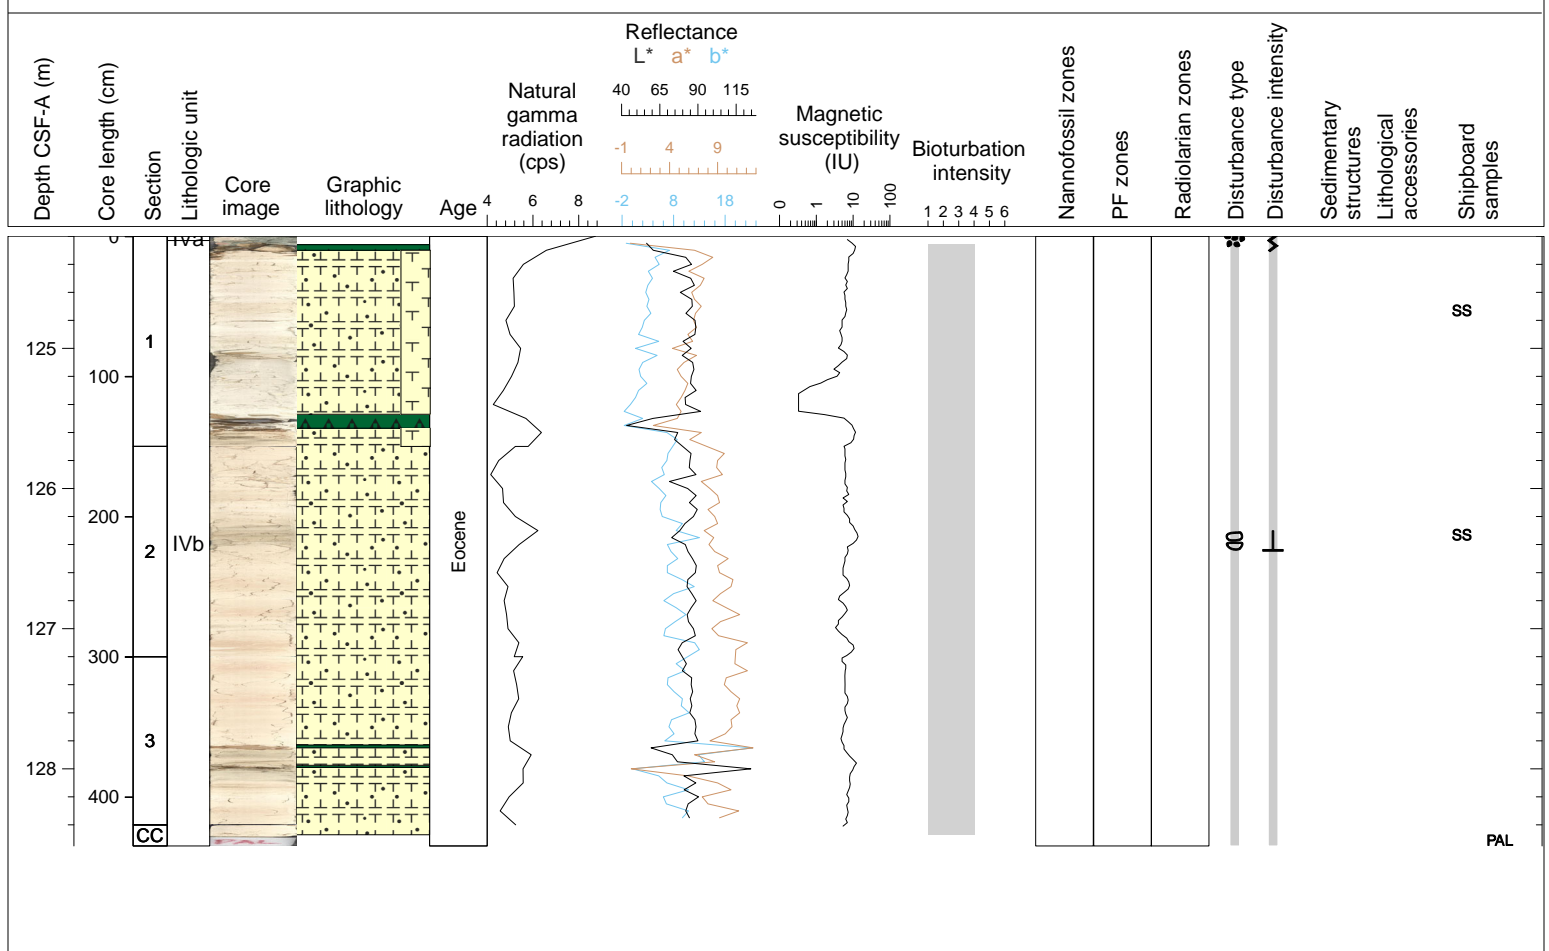 Depth CSF-A (m)
Core length (cm)
Section
Lithologic unit
Core
image
Graphic
lithology
Age
Natural
gamma
radiation
(cps)
4 6 8
Reflectance
L* a* b*
40 65 90 115
-1 4 9
-2 8 18
Magnetic
susceptibility
(IU)
0 1 10 100
Bioturbation
intensity
1 2 3 4 5 6
Nannofossil zones
PF zones
Radiolarian zones
Disturbance type
Disturbance intensity
Sedimentary
structures
Lithological
accessories
Shipboard
samples
0
IVa
SS
1
125
100
126
200
SS
IVb
2
Eocene
127
300
3
128
400
CC
PAL